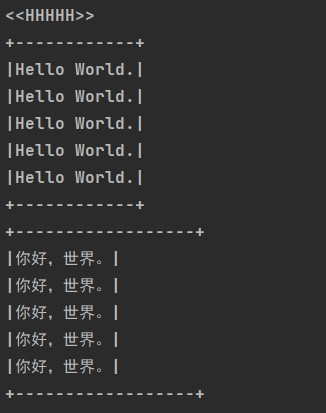 <<HHHHH>>
+------------+
|Hello World.|
|Hello World.|
|Hello World.|
|Hello World.|
|Hello World.|
+------------+
+------------------+
|你好，世界。|
|你好，世界。|
|你好，世界。|
|你好，世界。|
|你好，世界。|
+------------------+